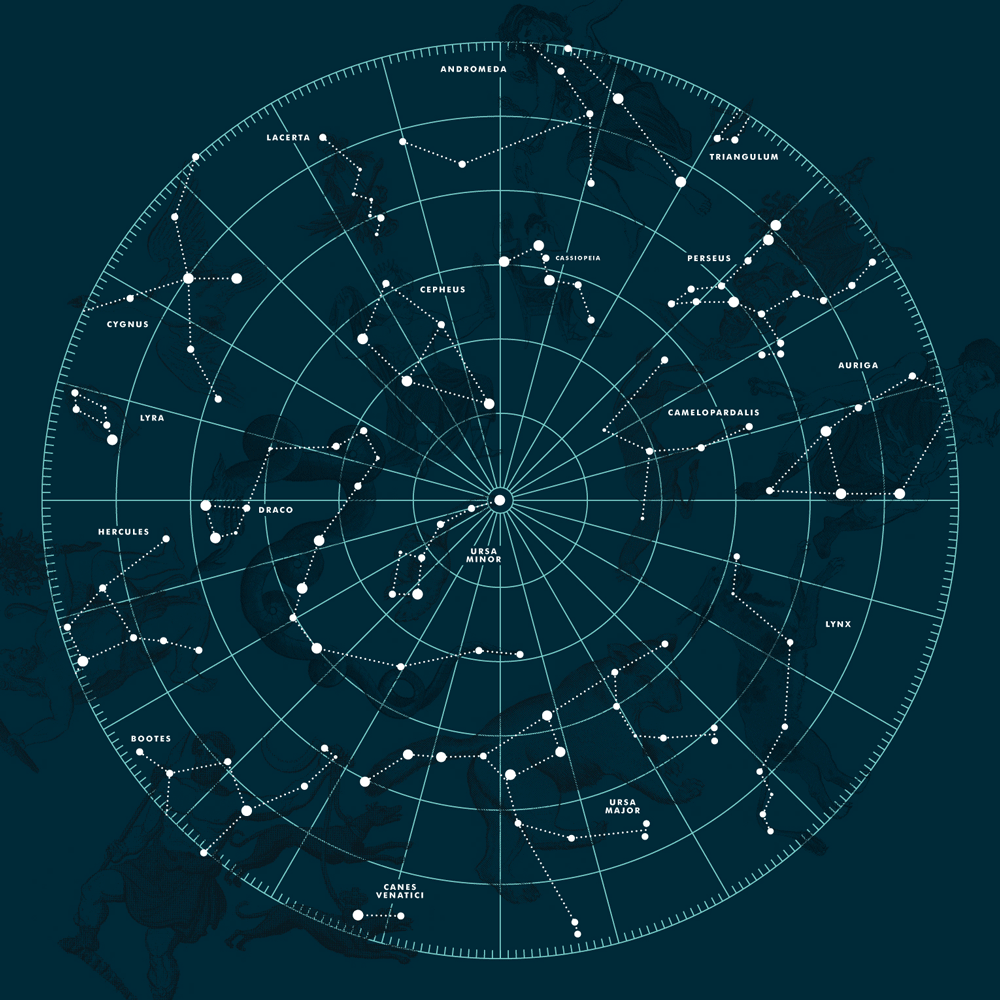 ANDROMEDA
LACERTA
TRIANGULUM
CASSIOPEIA
PERSEUS
CEPHEUS
CYGNUS
AURIGA
LYRA
CAMELOPARDALIS
DRACO
HERCULES
URSA
MINOR
LYNX
BOOTES
URSA
MAJOR
CANES
VENATICI